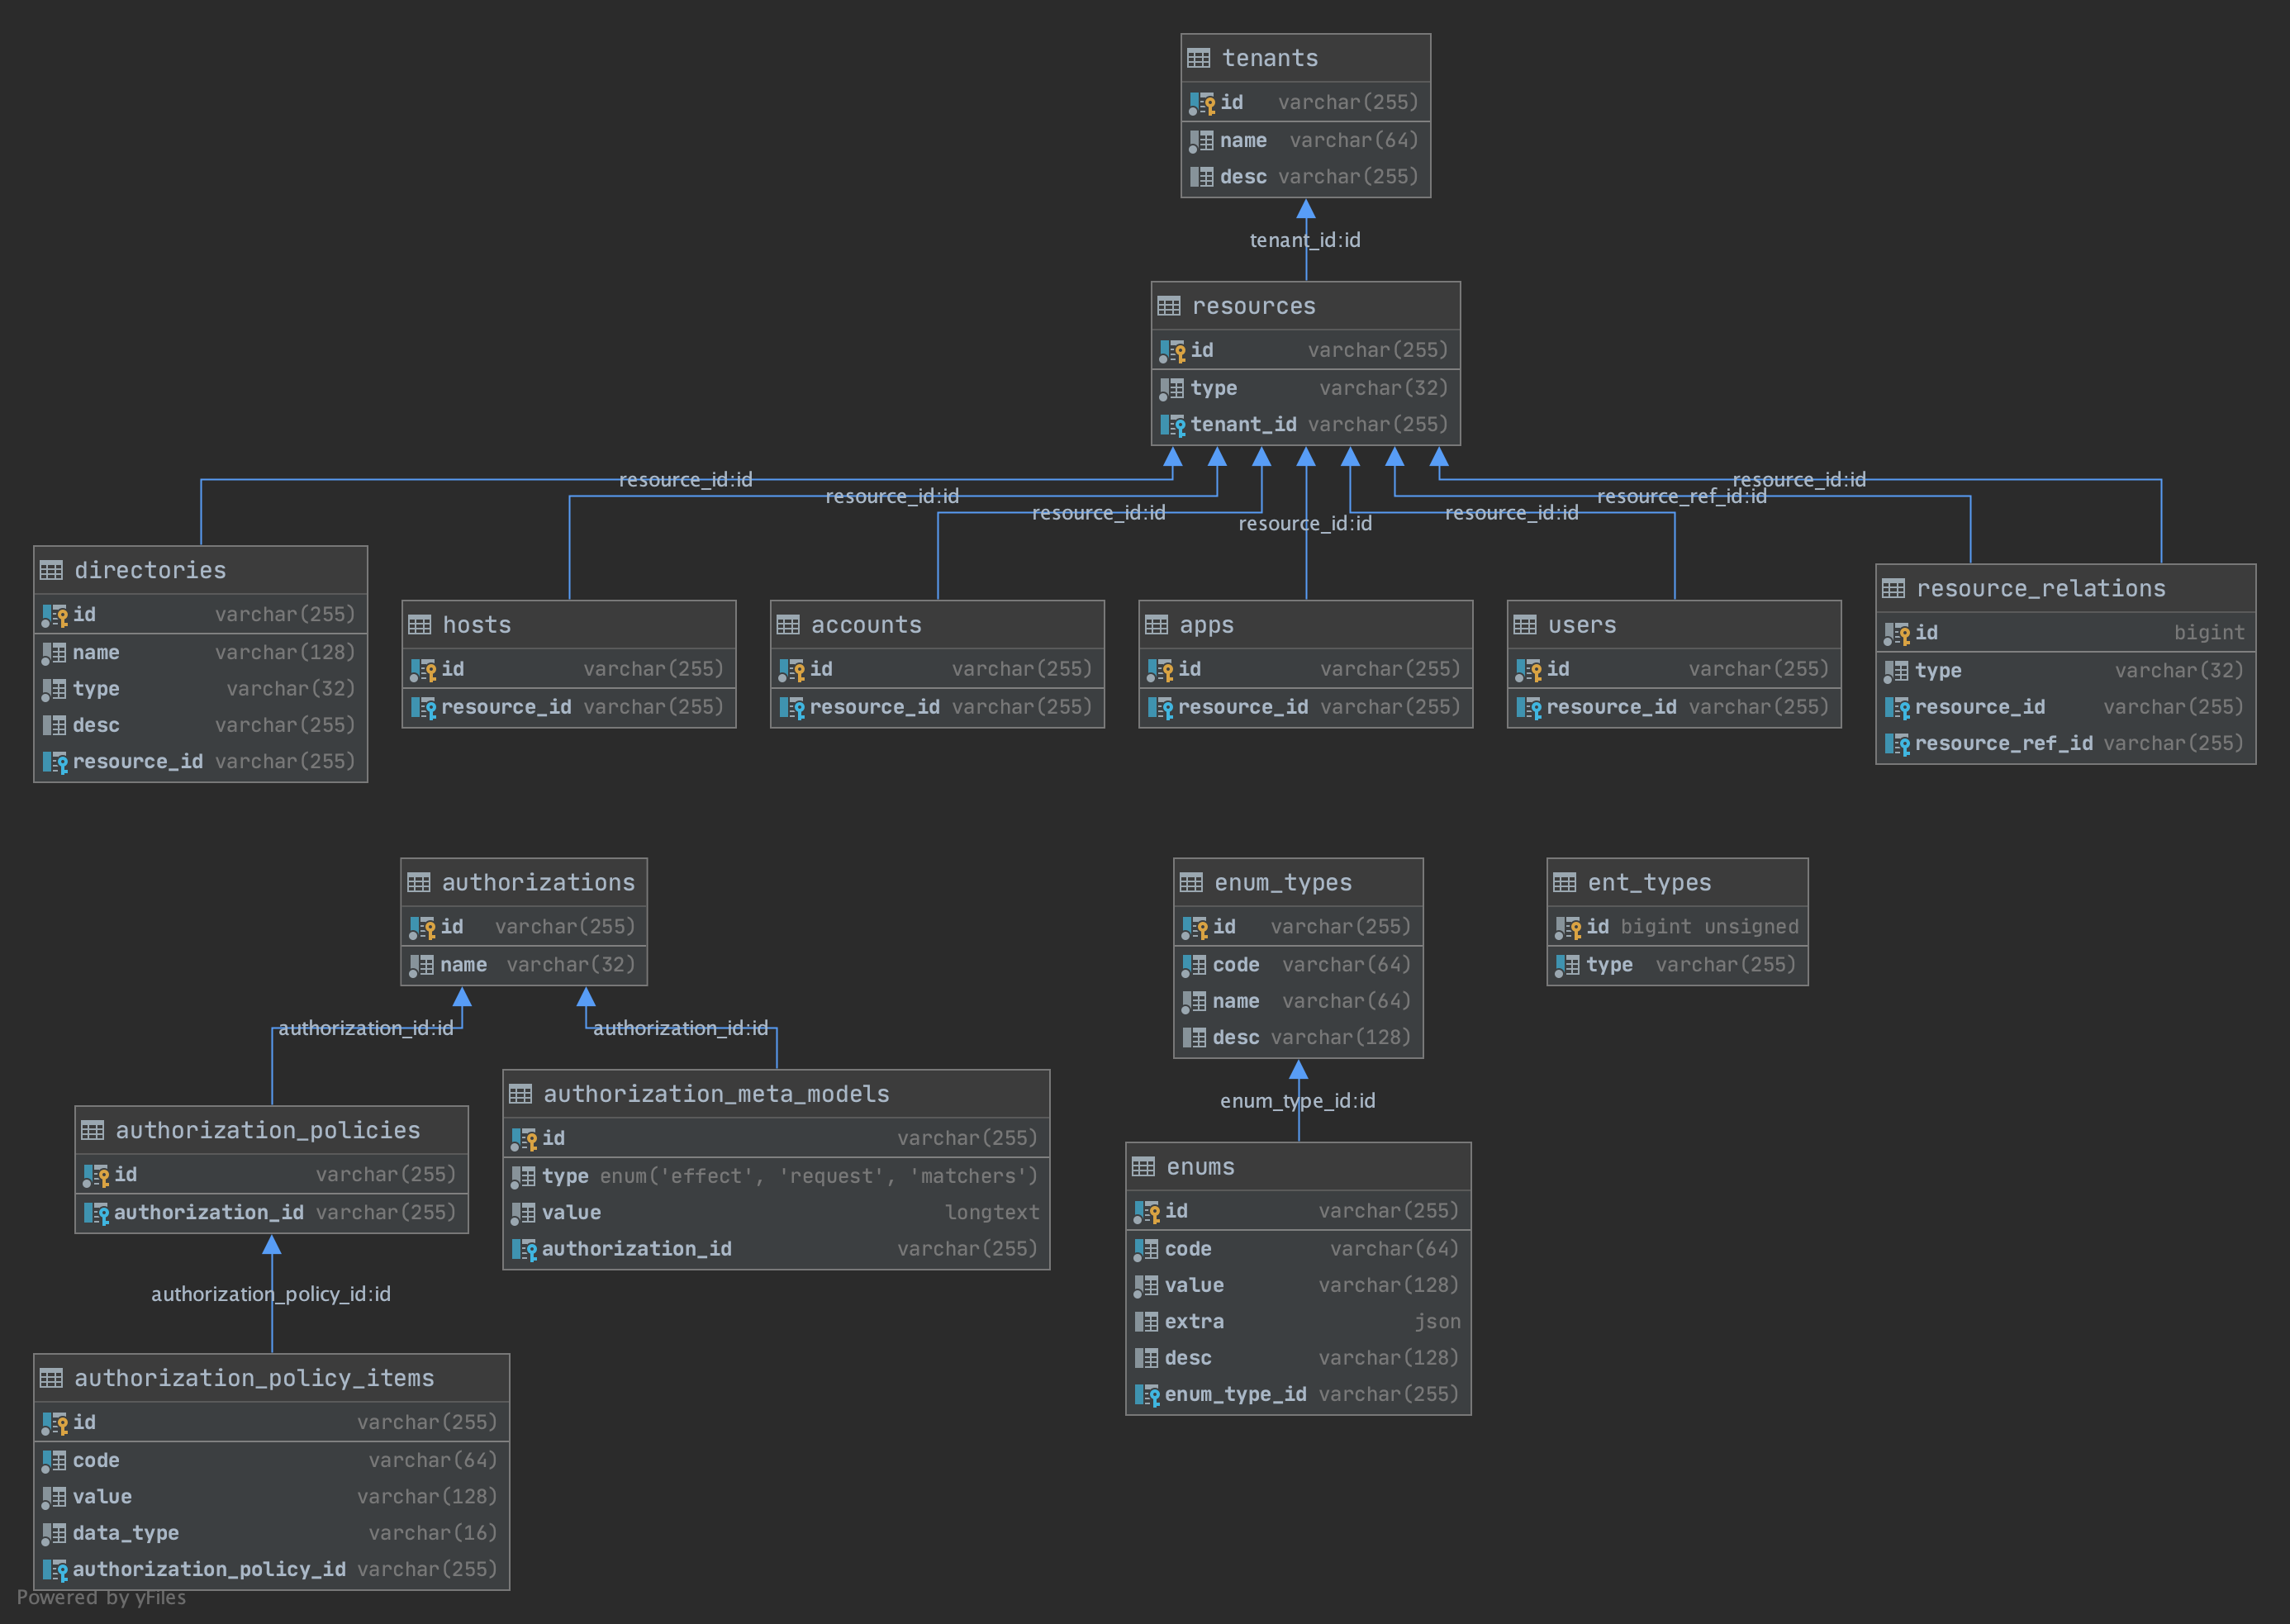 tenants
id varchar(255)
name varchar(64)
desc varchar(255)
tenant_id:id
resources
id varchar(255)
type varchar(32)
tenant_id varchar(255)
resource_id:id
resource_id:id
resource_id:id
resource_id:id
resource_id:id
resource_ref_id:id
resource_id:id
directories
id varchar(255)
name varchar(128)
type varchar(32)
desc varchar(255)
resource_id varchar(255)
hosts
id varchar(255)
resource_id varchar(255)
accounts
id varchar(255)
resource_id varchar(255)
apps
id varchar(255)
resource_id varchar(255)
users
id varchar(255)
resource_id varchar(255)
resource_relations
id bigint
type varchar(32)
resource_id varchar(255)
resource_ref_id varchar(255)
authorizations
id varchar(255)
name varchar(32)
authorization_id:id
authorization_id:id
authorization_policies
id varchar(255)
authorization_id varchar(255)
authorization_policy_id:id
authorization_policy_items
id varchar(255)
code varchar(64)
value varchar(128)
data_type varchar(16)
authorization_policy_id varchar(255)
authorization_meta_models
id varchar(255)
type enum('effect', 'request', 'matchers')
value longtext
authorization_id varchar(255)
enum_types
id varchar(255)
code varchar(64)
name varchar(64)
desc varchar(128)
enum_type_id:id
enums
id varchar(255)
code varchar(64)
value varchar(128)
extra json
desc varchar(128)
enum_type_id varchar(255)
ent_types
id bigint unsigned
type varchar(255)
Powered by yFiles